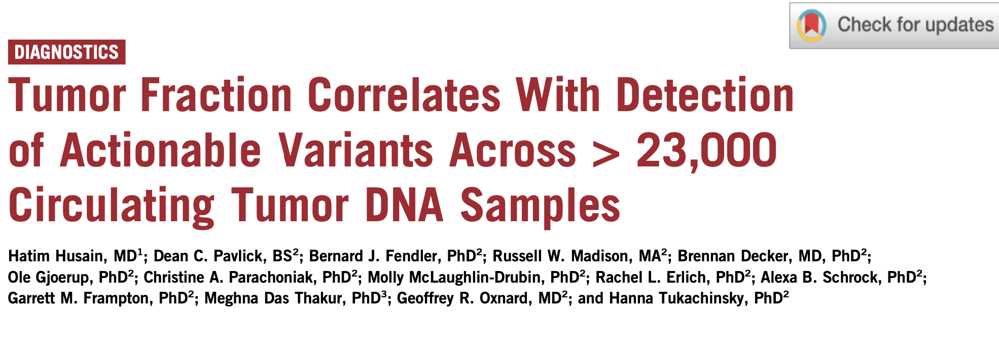 Check for updates
DIAGNOSTICS
Tumor Fraction Correlates With Detection
of Actionable Variants Across > 23,000
Circulating Tumor DNA Samples
Hatim Husain, MD¹; Dean C. Pavlick, BS²; Bernard J. Fendler, PhD²; Russell W. Madison, MA²; Brennan Decker, MD, PhD²;
Ole Gjoerup, PhD²; Christine A. Parachoniak, PhD²; Molly McLaughlin-Drubin, PhD²; Rachel L. Erlich, PhD²; Alexa B. Schrock, PhD²;
Garrett M. Frampton, PhD²; Meghna Das Thakur, PhD³; Geoffrey R. Oxnard, MD²; and Hanna Tukachinsky, PhD²